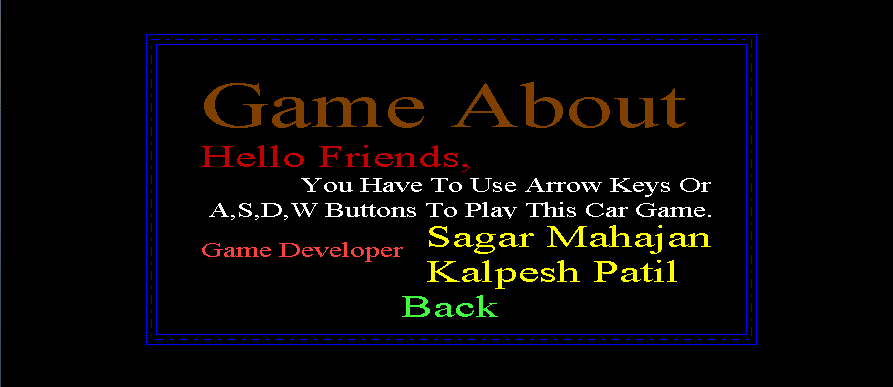 Game About
Hello Friends,
You Have To Use Arrow Keys Or
A,S,D,W Buttons To Play This Car Game.
Game Developer Sagar Mahajan
Kalpesh Patil
Back